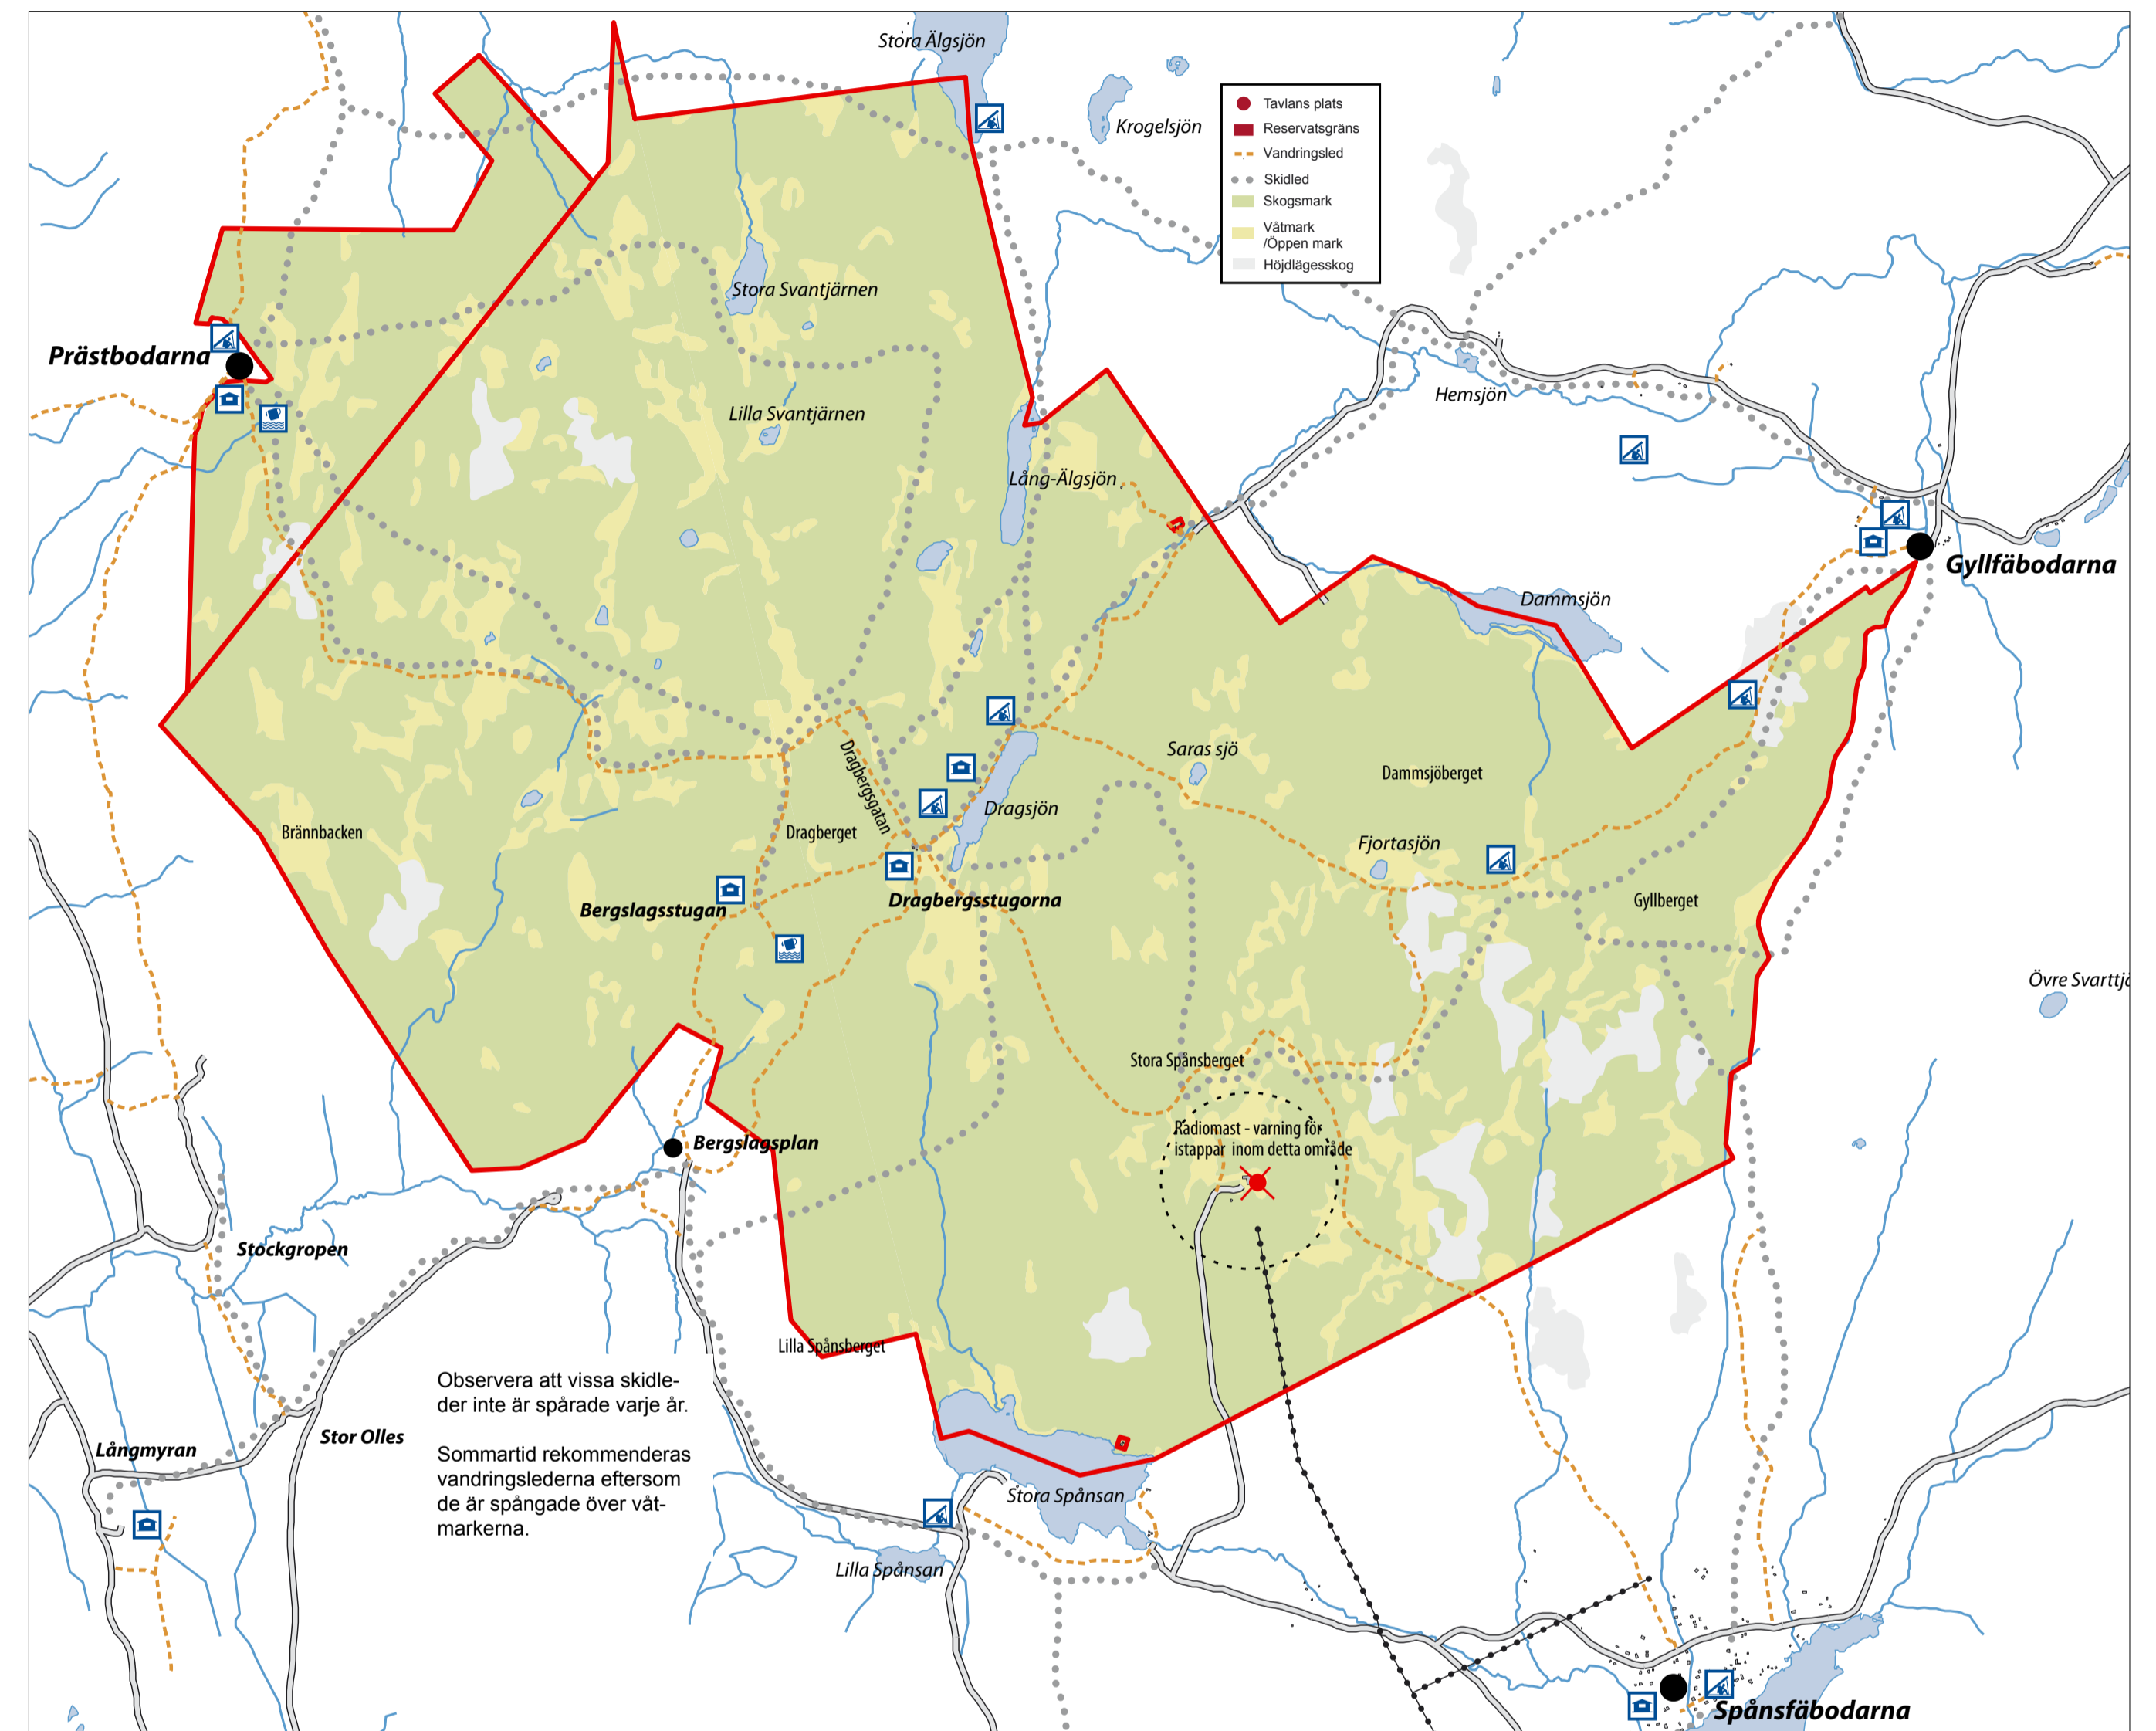 Stora Älgsjön
Krogelsjön
Tavlans plats
Reservatsgräns
Vandringsled
Skidled
Skogsmark
Våtmark
/Öppen mark
Höjdlägesskog
Stora Svantjärnen
Prästbodarna
Hemsjön
Lilla Svantjärnen
Lång-Älgsjön
Gyllfäbodarna
Dammsjön
Saras sjö
Dammsjöberget
Dragbergsgatan
Dragsjön
Brännbacken
Dragberget
Fjortasjön
Bergslagsstugan
Dragbergsstugorna
Gyllberget
Övre Svarttjä
Stora Spånsberget
Radiomast - varning för
istappar inom detta område
Bergslagsplan
Stockgropen
Lilla Spånsberget
Observera att vissa skidle-
der inte är spårade varje år.
Sommartid rekommenderas
vandringslederna eftersom
de är spångade över våt-
markerna.
Stor Olles
Långmyran
Stora Spånsan
Lilla Spånsan
Spånsfäbodarna